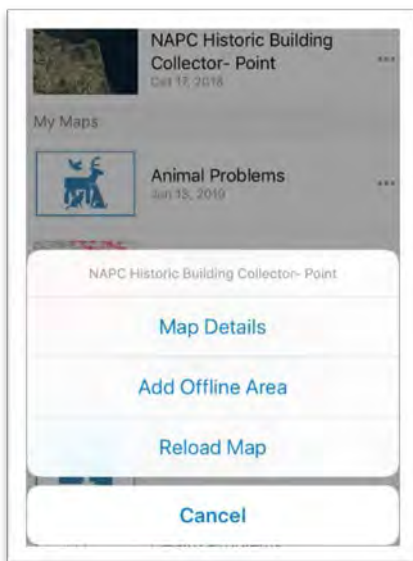 NAPC Historic Building
Collector- Point
Oct 17, 2018
My Maps
Animal Problems
Jun 13, 2019
NAPC Historic Building Collector- Point
Map Details
Add Offline Area
Reload Map
Cancel